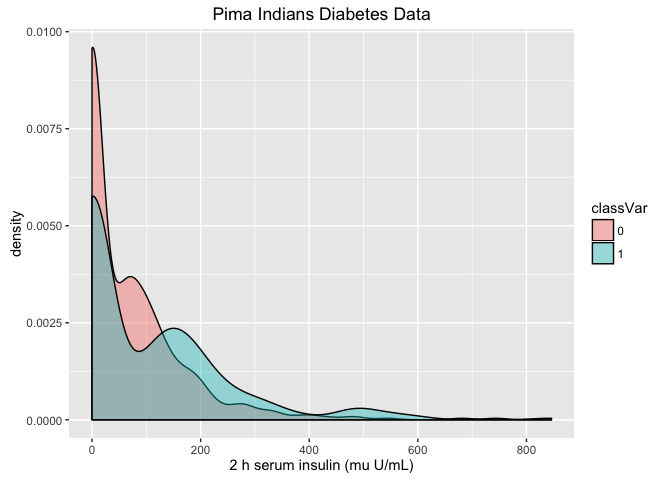 Pima Indians Diabetes Data
0.0100
0.0075
0.0050
0.0025
0.0000
density
0 200 400 600 800
2 h serum insulin (mu U/mL)
classVar
0
1